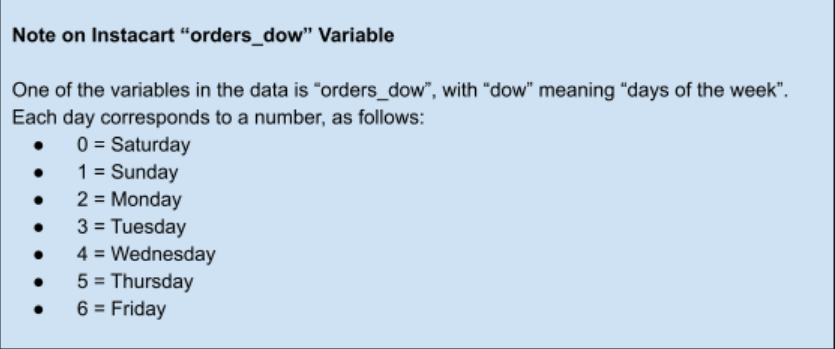 Note on Instacart “orders_dow” Variable
One of the variables in the data is “orders_dow”, with “dow” meaning “days of the week”.
Each day corresponds to a number, as follows:
● 0 = Saturday
● 1 = Sunday
● 2 = Monday
● 3 = Tuesday
● 4 = Wednesday
● 5 = Thursday
● 6 = Friday